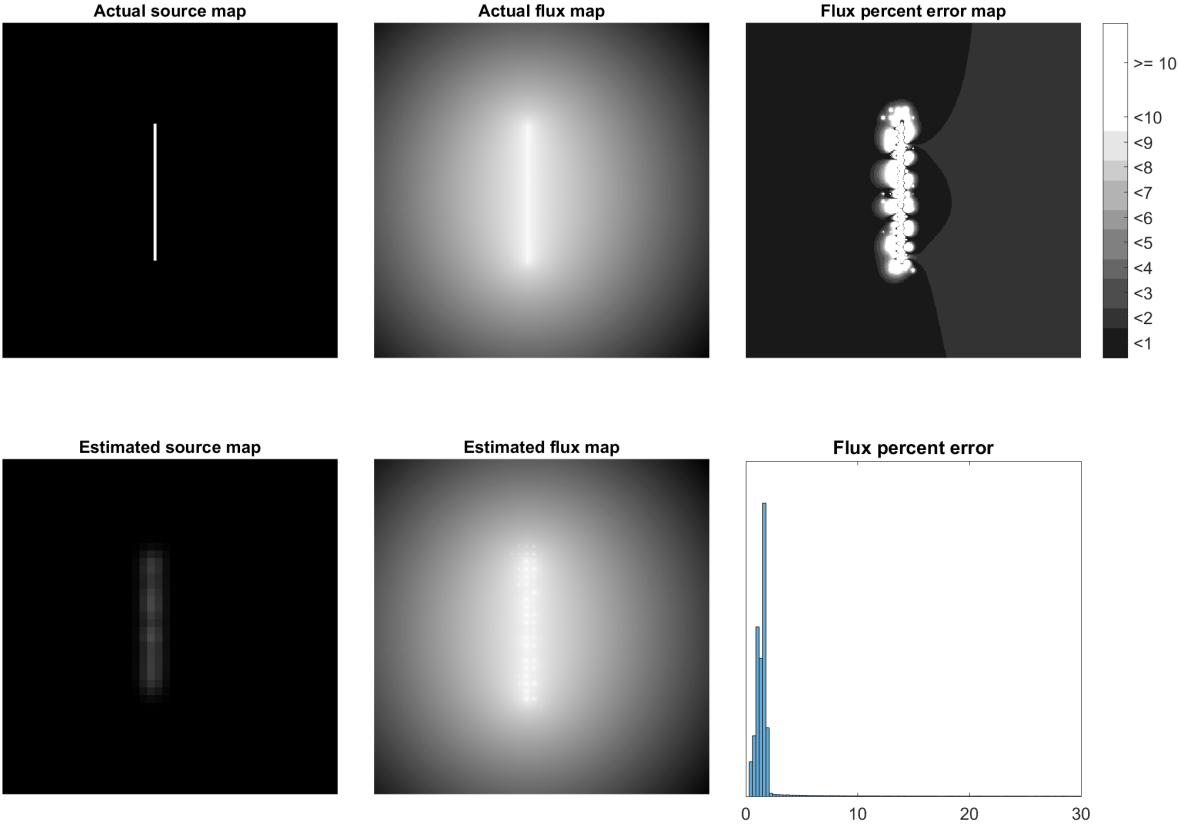 Actual source map
Actual flux map
Flux percent error map
>= 10
<10
<9
<8
<7
<6
<5
<4
<3
<2
<1
Estimated source map
Estimated flux map
Flux percent error
0
10
20
30